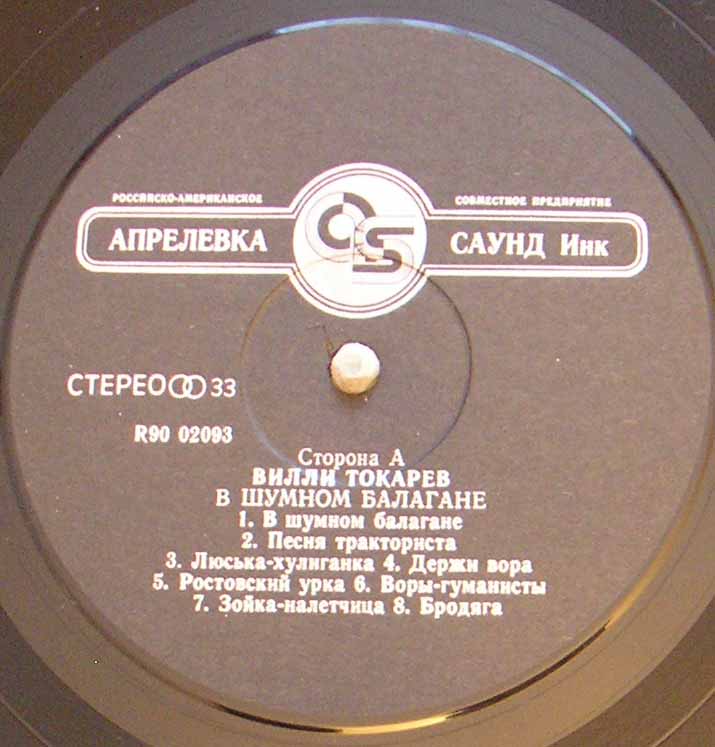 РОССИЙСКО-АМЕРИКАНСКОЕ СОВМЕСТНОЕ ПРЕДПРИЯТИЕ
АПРЕЛЕВКА САУНД Инк
СТЕРЕО 33
R90 02093
Сторона А
ВИЛЛИ ТОКАРЕВ
В ШУМНОМ БАЛАГАНЕ
1. В шумном балагане
2. Песня тракториста
3. Люська-хулиганка 4. Держи вора
5. Ростовский урка 6. Воры-гуманисты
7. Зойка-налетчица 8. Бродяга